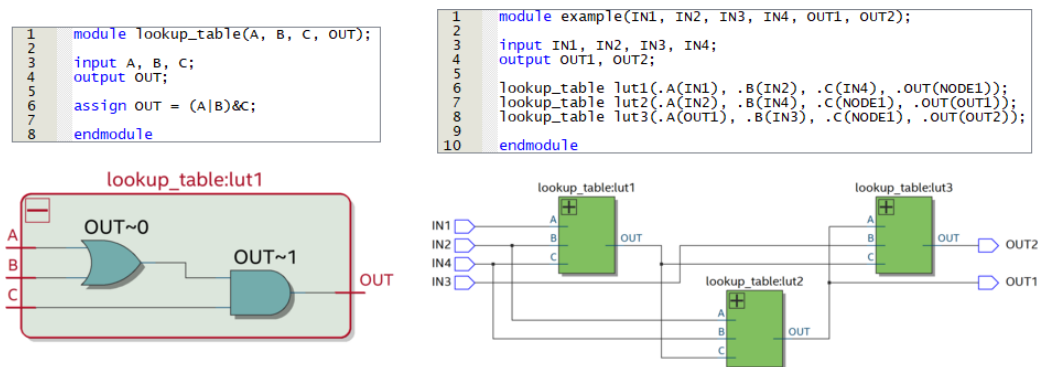 1 module lookup_table(A, B, C, OUT);
2
3 input A, B, C;
4 output OUT;
5
6 assign OUT = (A|B)&C;
7
8 endmodule
1 module example(IN1, IN2, IN3, IN4, OUT1, OUT2);
2
3 input IN1, IN2, IN3, IN4;
4 output OUT1, OUT2;
5
6 lookup_table lut1(.A(IN1), .B(IN2), .C(IN4), .OUT(NODE1));
7 lookup_table lut2(.A(IN2), .B(IN4), .C(NODE1), .OUT(OUT1));
8 lookup_table lut3(.A(OUT1), .B(IN3), .C(NODE1), .OUT(OUT2));
9
10 endmodule
lookup_table:lut1
OUT~0
A
B
OUT~1
C
OUT
lookup_table:lut1
lookup_table:lut3
IN1
A
A
IN2
B
OUT
B
OUT
OUT2
IN4
C
C
IN3
OUT1
lookup_table:lut2
A
B
OUT
C